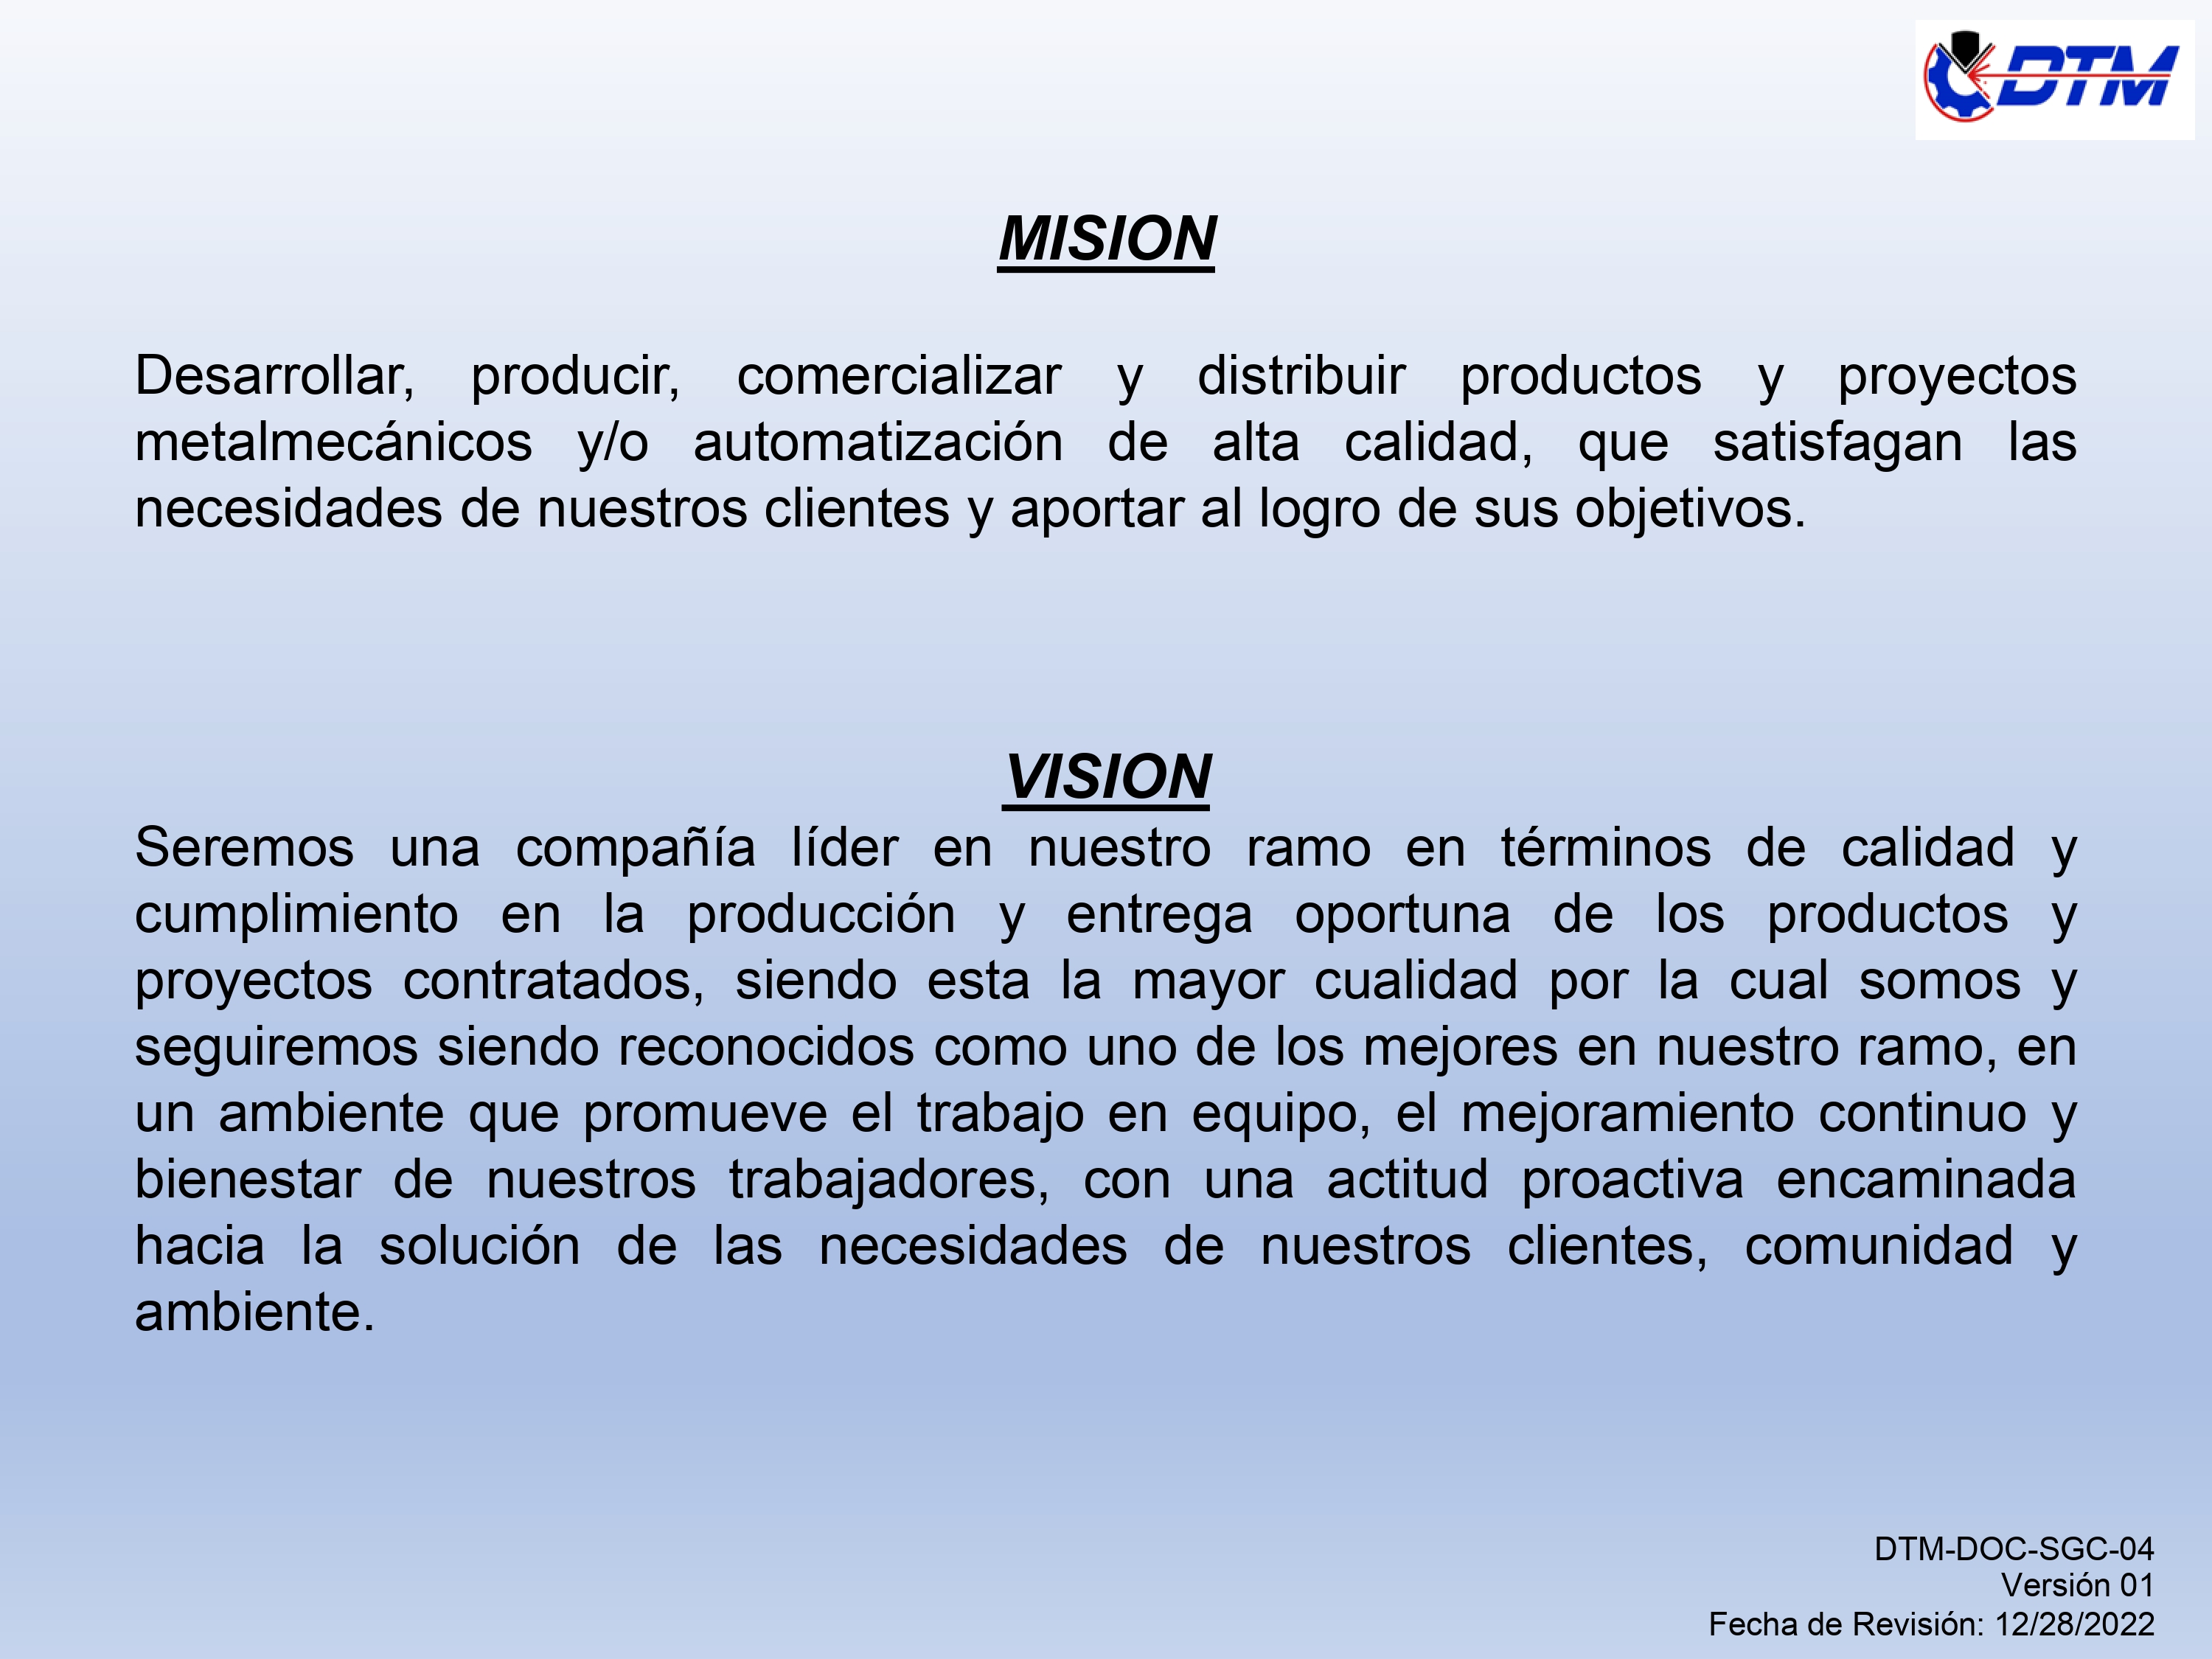 DTM
MISION
Desarrollar, producir, comercializar y distribuir productos y proyectos
metalmecánicos y/o automatización de alta calidad, que satisfagan las
necesidades de nuestros clientes y aportar al logro de sus objetivos.
VISION
Seremos una compañía líder en nuestro ramo en términos de calidad y
cumplimiento en la producción y entrega oportuna de los productos y
proyectos contratados, siendo esta la mayor cualidad por la cual somos y
seguiremos siendo reconocidos como uno de los mejores en nuestro ramo, en
un ambiente que promueve el trabajo en equipo, el mejoramiento continuo y
bienestar de nuestros trabajadores, con una actitud proactiva encaminada
hacia la solución de las necesidades de nuestros clientes, comunidad y
ambiente.
DTM-DOC-SGC-04
Versión 01
Fecha de Revisión: 12/28/2022